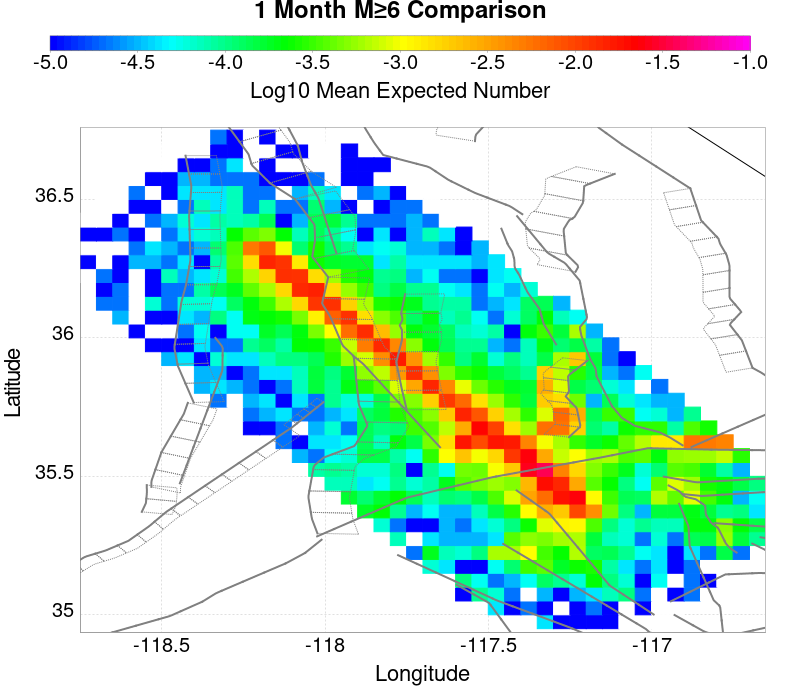 1 Month M≥6 Comparison
-5.0 -4.5 -4.0 -3.5 -3.0 -2.5 -2.0 -1.5 -1.0
Log10 Mean Expected Number
36.5
36
35.5
35
Latitude
-118.5 -118 -117.5 -117
Longitude